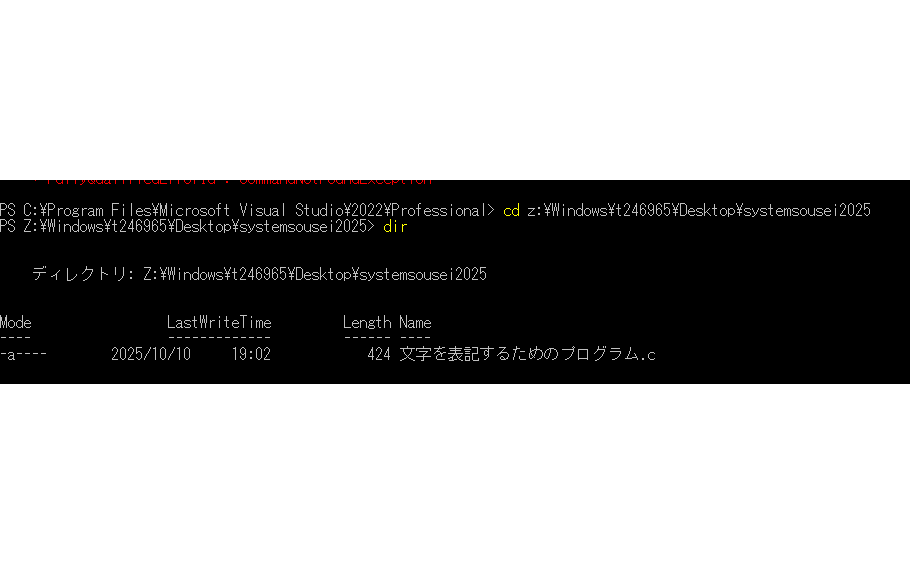 PS C:¥Program Files¥Microsoft Visual Studio¥2022¥Professional> cd z:¥Windows¥t246965¥Desktop¥systemsousei2025
PS Z:¥Windows¥t246965¥Desktop¥systemsousei2025> dir
ディレクトリ: Z:¥Windows¥t246965¥Desktop¥systemsousei2025
Mode LastWriteTime Length Name
---- ------------- ------ ----
-a---- 2025/10/10 19:02 424 文字を表記するためのプログラム.c